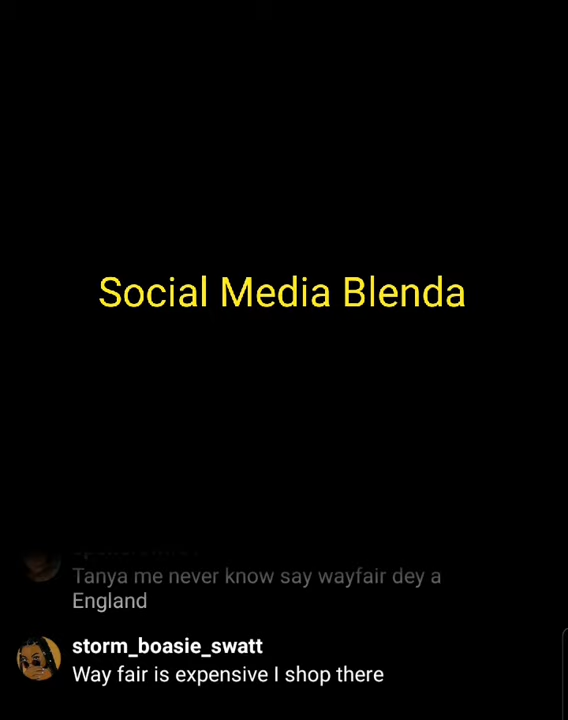 Social Media Blenda
Tanya me never know say wayfair dey a
England
storm_boasie_swatt
Way fair is expensive I shop there